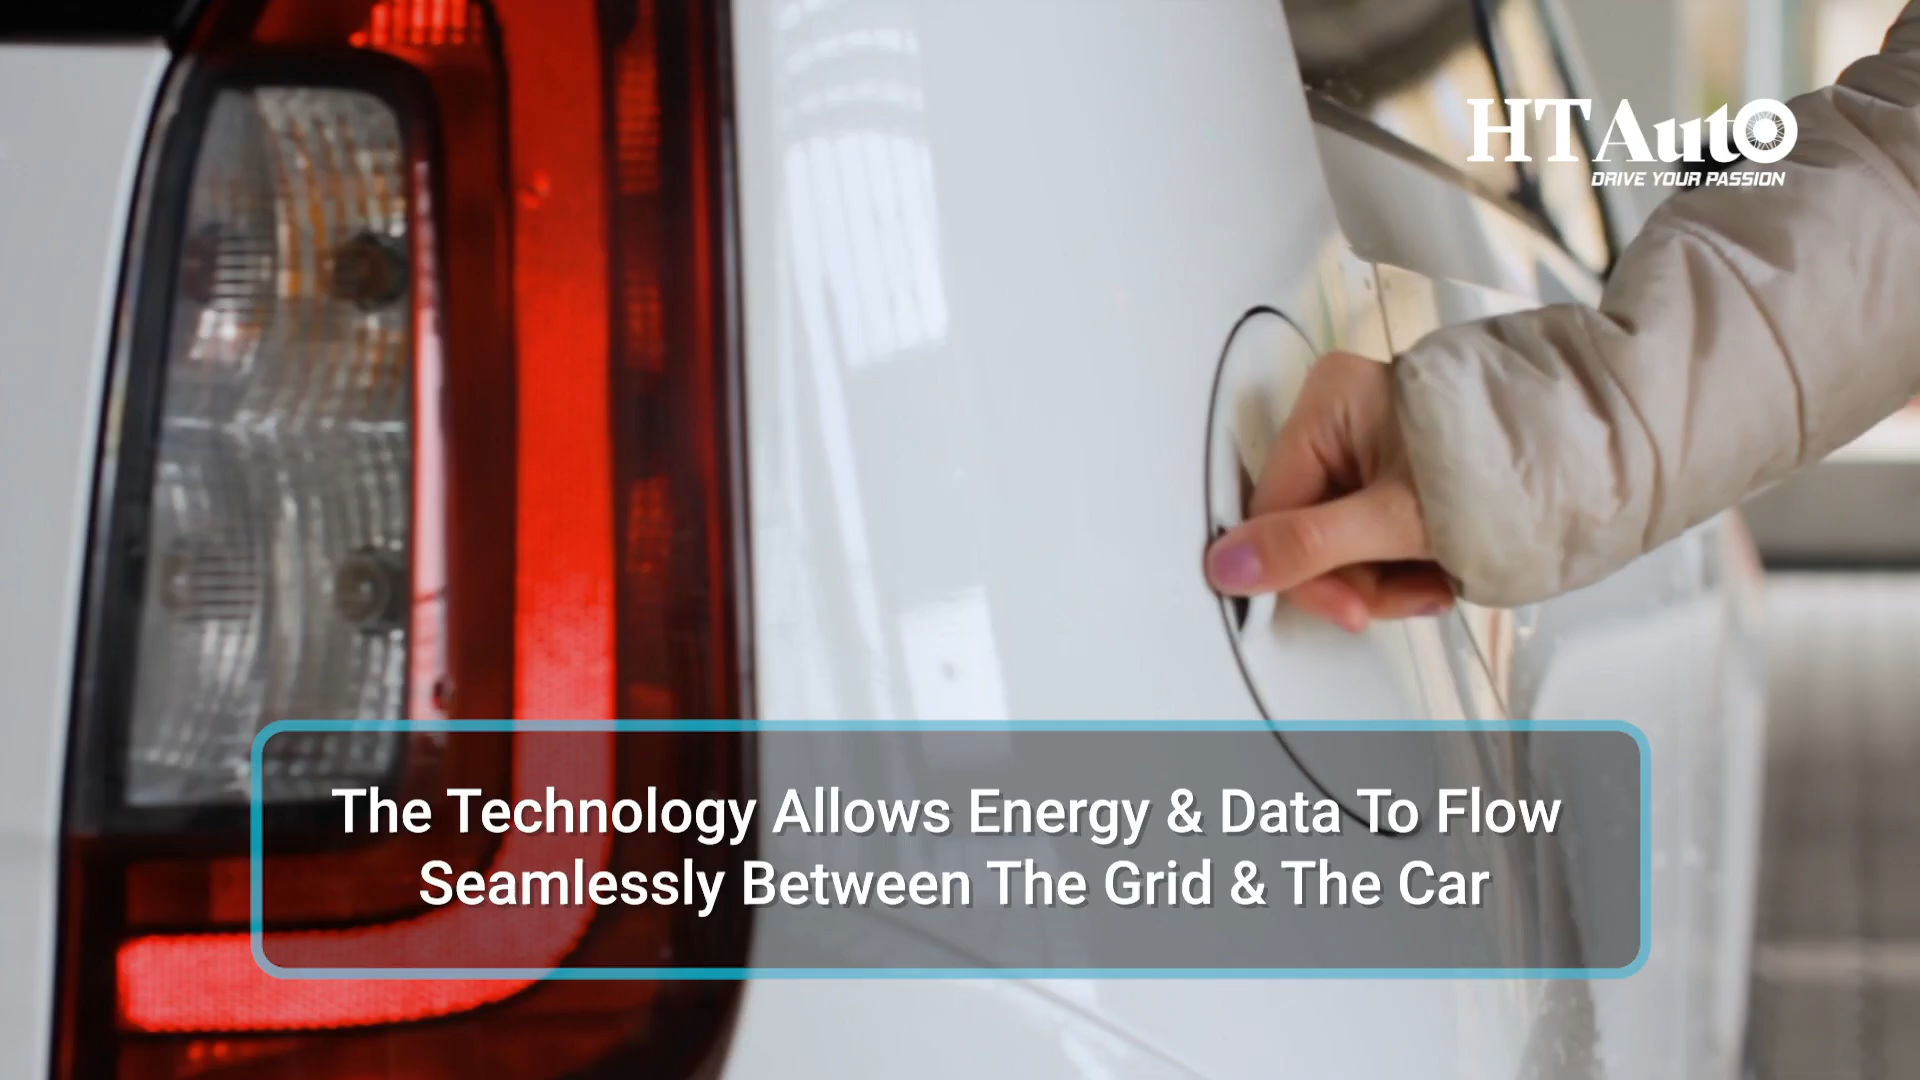 HTAuto
DRIVE YOUR PASSION
The Technology Allows Energy & Data To Flow
Seamlessly Between The Grid & The Car